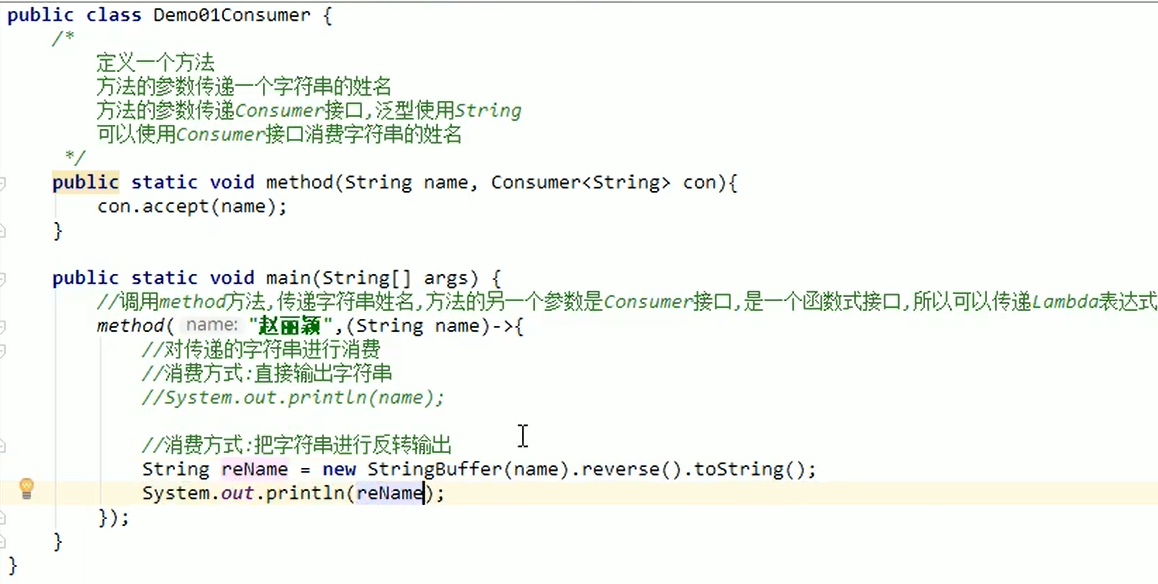 public class Demo01Consumer {
/*
定义一个方法
方法的参数传递一个字符串的姓名
方法的参数传递Consumer接口,泛型使用String
可以使用Consumer接口消费字符串的姓名
*/
public static void method(String name, Consumer<String> con){
con.accept(name);
}
public static void main(String[] args) {
//调用method方法,传递字符串姓名,方法的另一个参数是Consumer接口,是一个函数式接口,所以可以传递Lambda表达式
method( name: "赵丽颖",(String name)->{
//对传递的字符串进行消费
//消费方式:直接输出字符串
//System.out.println(name);
//消费方式:把字符串进行反转输出
String reName = new StringBuffer(name).reverse().toString();
System.out.println(reName);
});
}
}